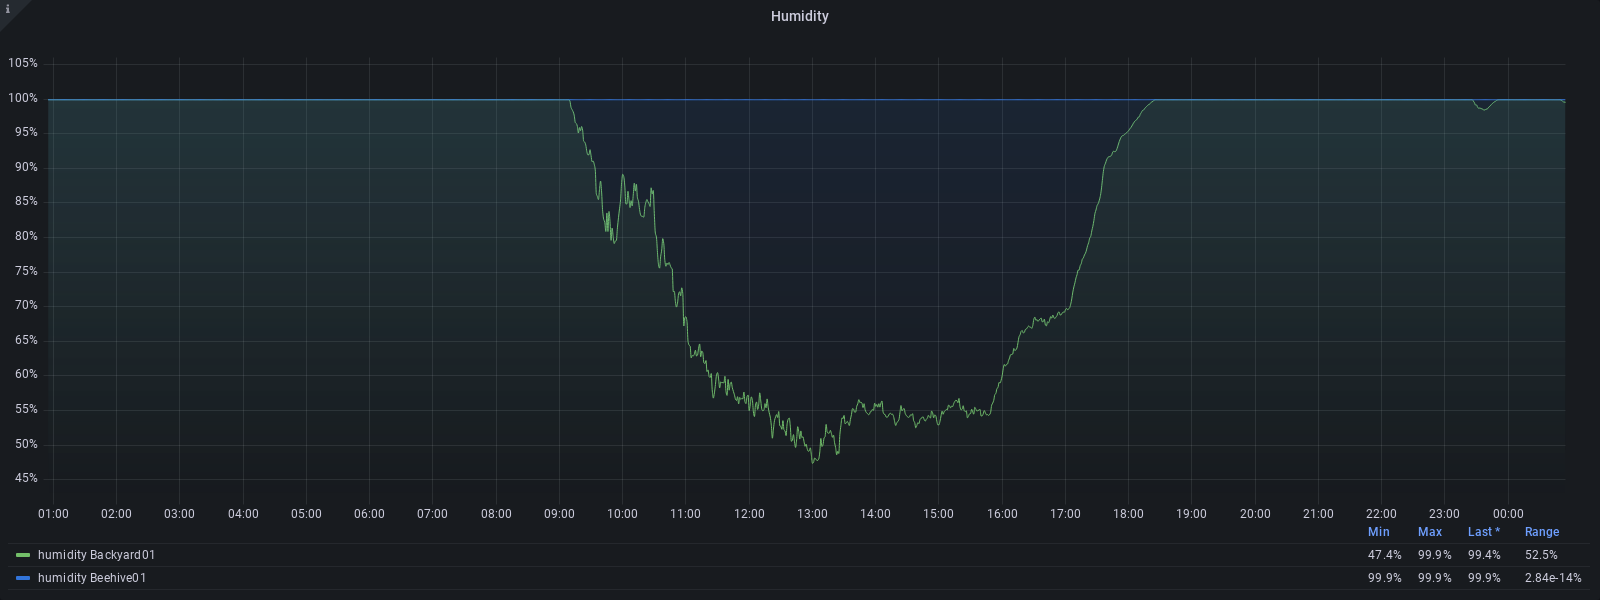 i
Humidity
105%
100%
95%
90%
85%
80%
75%
70%
65%
60%
55%
50%
45%
01:00 02:00 03:00 04:00 05:00 06:00 07:00 08:00 09:00 10:00 11:00 12:00 13:00 14:00 15:00 16:00 17:00 18:00 19:00 20:00 21:00 22:00 23:00 00:00
Min Max Last * Range
humidity Backyard01 47.4% 99.9% 99.4% 52.5%
humidity Beehive01 99.9% 99.9% 99.9% 2.84e-14%